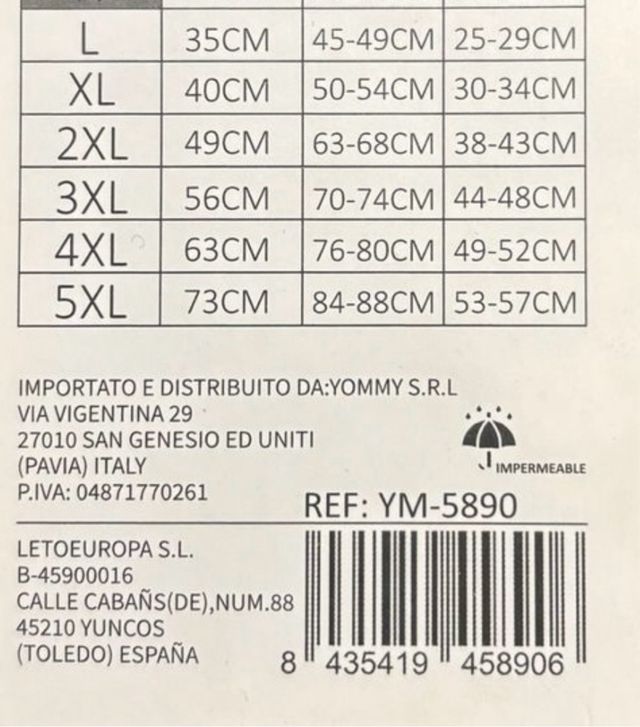 L 35CM 45-49CM 25-29CM
XL 40CM 50-54CM 30-34CM
2XL 49CM 63-68CM 38-43CM
3XL 56CM 70-74CM 44-48CM
4XL 63CM 76-80CM 49-52CM
5XL 73CM 84-88CM 53-57CM
IMPORTATO E DISTRIBUITO DA:YOMMY S.R.L
VIA VIGENTINA 29
27010 SAN GENESIO ED UNITI
(PAVIA) ITALY
P.IVA: 04871770261
IMPERMEABLE
REF: YM-5890
LETOEUROPA S.L.
B-45900016
CALLE CABAÑS(DE),NUM.88
45210 YUNCOS
(TOLEDO) ESPAÑA
8 435419 458906